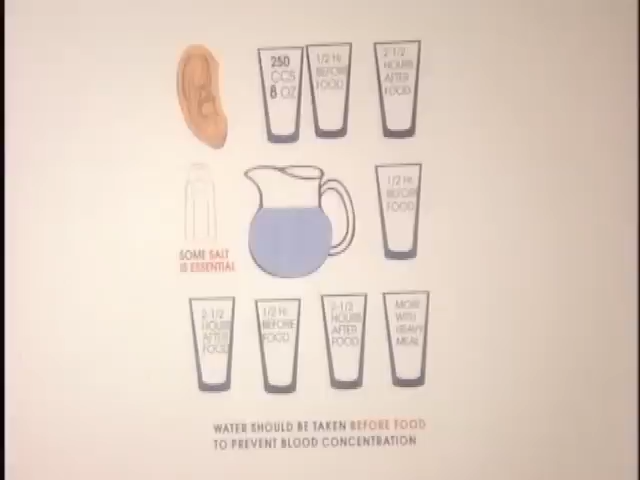 250
CCS
8 OZ
1/2 Hr.
BEFORE
FOOD
2-1/2
HOURS
AFTER
FOOD
1/2 Hr.
BEFORE
FOOD
SOME SALT
IS ESSENTIAL
2-1/2
HOURS
AFTER
FOOD
1/2 Hr.
BEFORE
FOOD
2-1/2
HOURS
AFTER
FOOD
MORE
WITH
HEAVY
MEAL
WATER SHOULD BE TAKEN BEFORE FOOD
TO PREVENT BLOOD CONCENTRATION